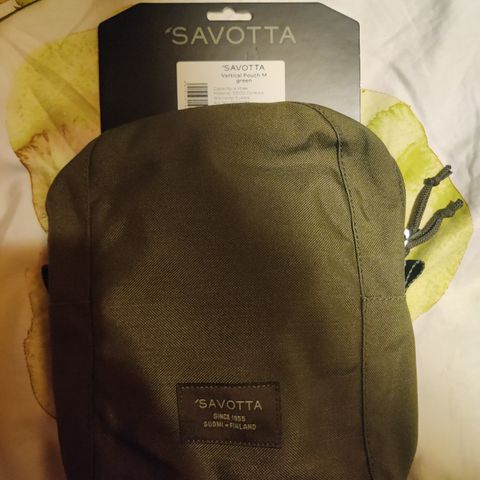 'SAVOTTA
'SAVOTTA
Vertical Pouch M
green
'SAVOTTA
SINCE 1955
SUOMI • FINLAND